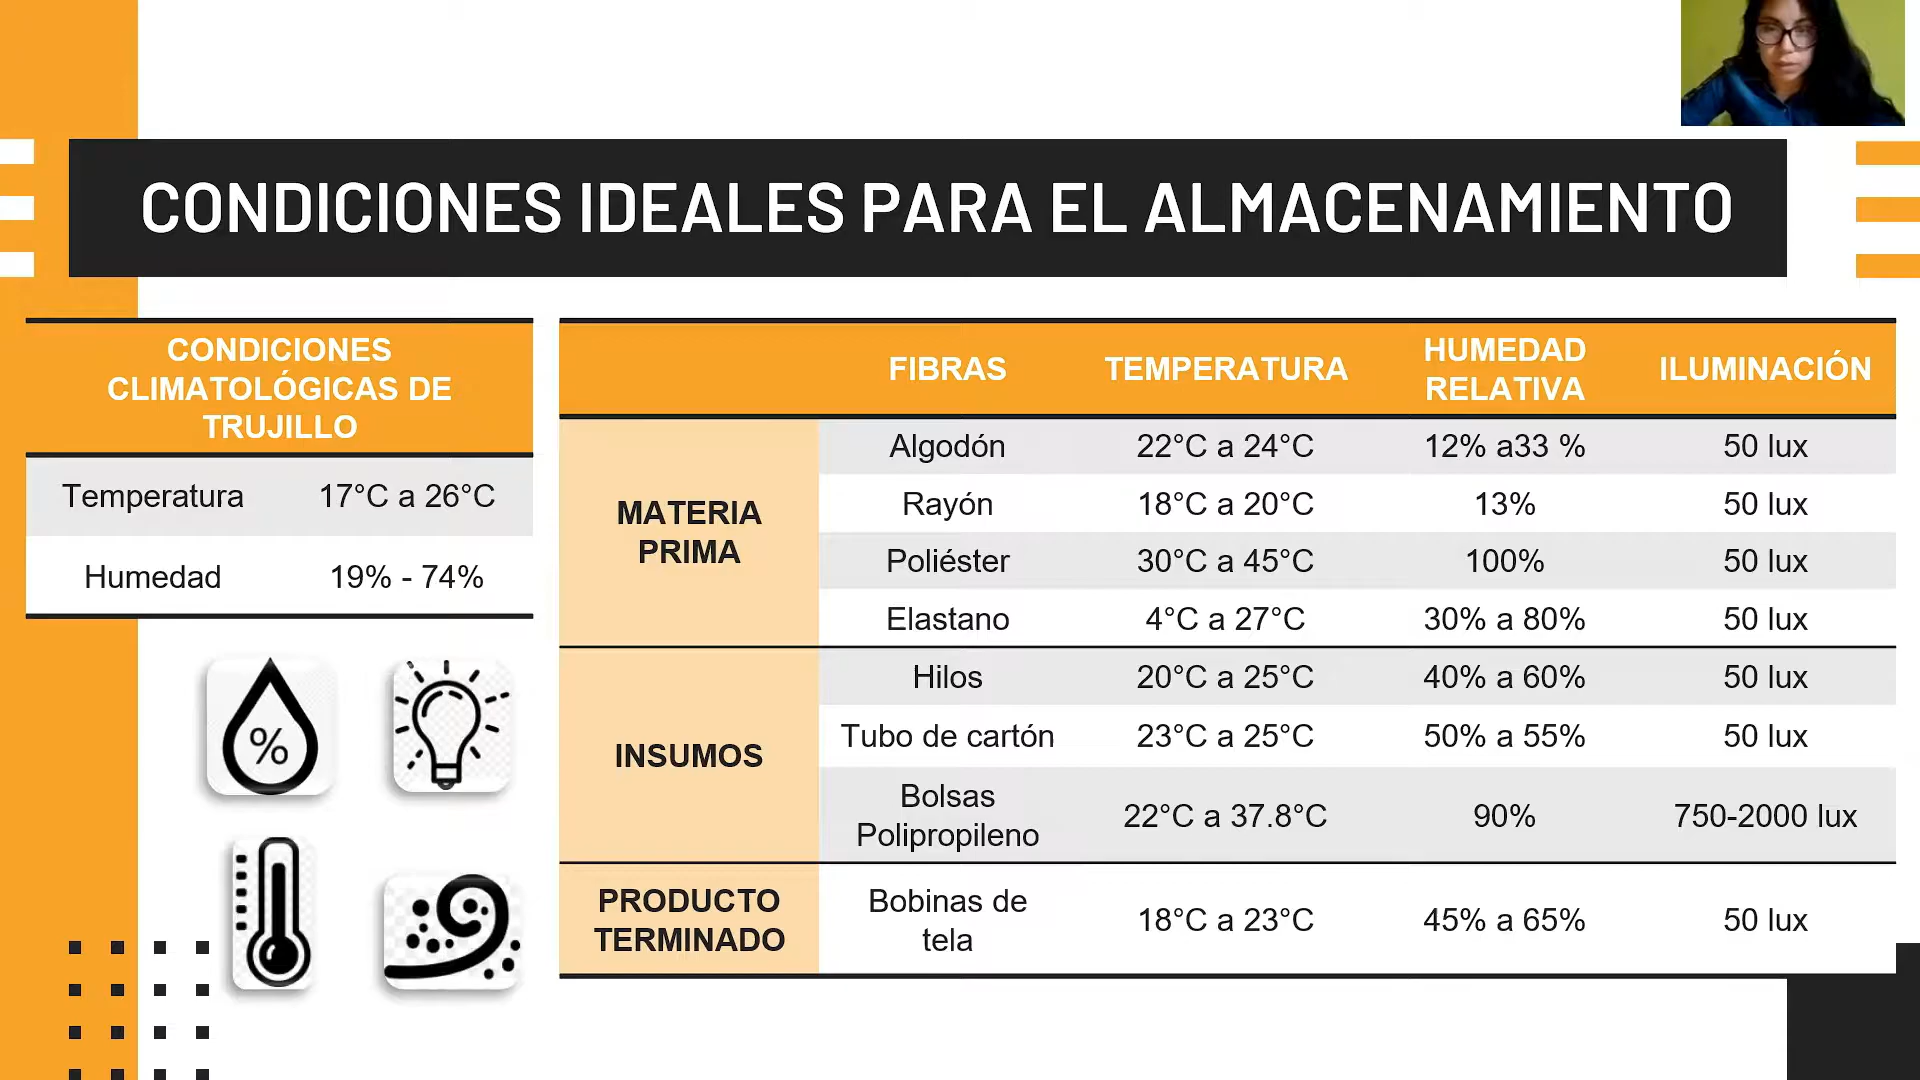 CONDICIONES IDEALES PARA EL ALMACENAMIENTO
CONDICIONES
CLIMATOLÓGICAS DE
TRUJILLO
Temperatura 17°C a 26°C
Humedad 19% - 74%
%
FIBRAS TEMPERATURA HUMEDAD RELATIVA ILUMINACIÓN
MATERIA
PRIMA
Algodón 22°C a 24°C 12% a33 % 50 lux
Rayón 18°C a 20°C 13% 50 lux
Poliéster 30°C a 45°C 100% 50 lux
Elastano 4°C a 27°C 30% a 80% 50 lux
INSUMOS
Hilos 20°C a 25°C 40% a 60% 50 lux
Tubo de cartón 23°C a 25°C 50% a 55% 50 lux
Bolsas
Polipropileno 22°C a 37.8°C 90% 750-2000 lux
PRODUCTO
TERMINADO
Bobinas de
tela 18°C a 23°C 45% a 65% 50 lux